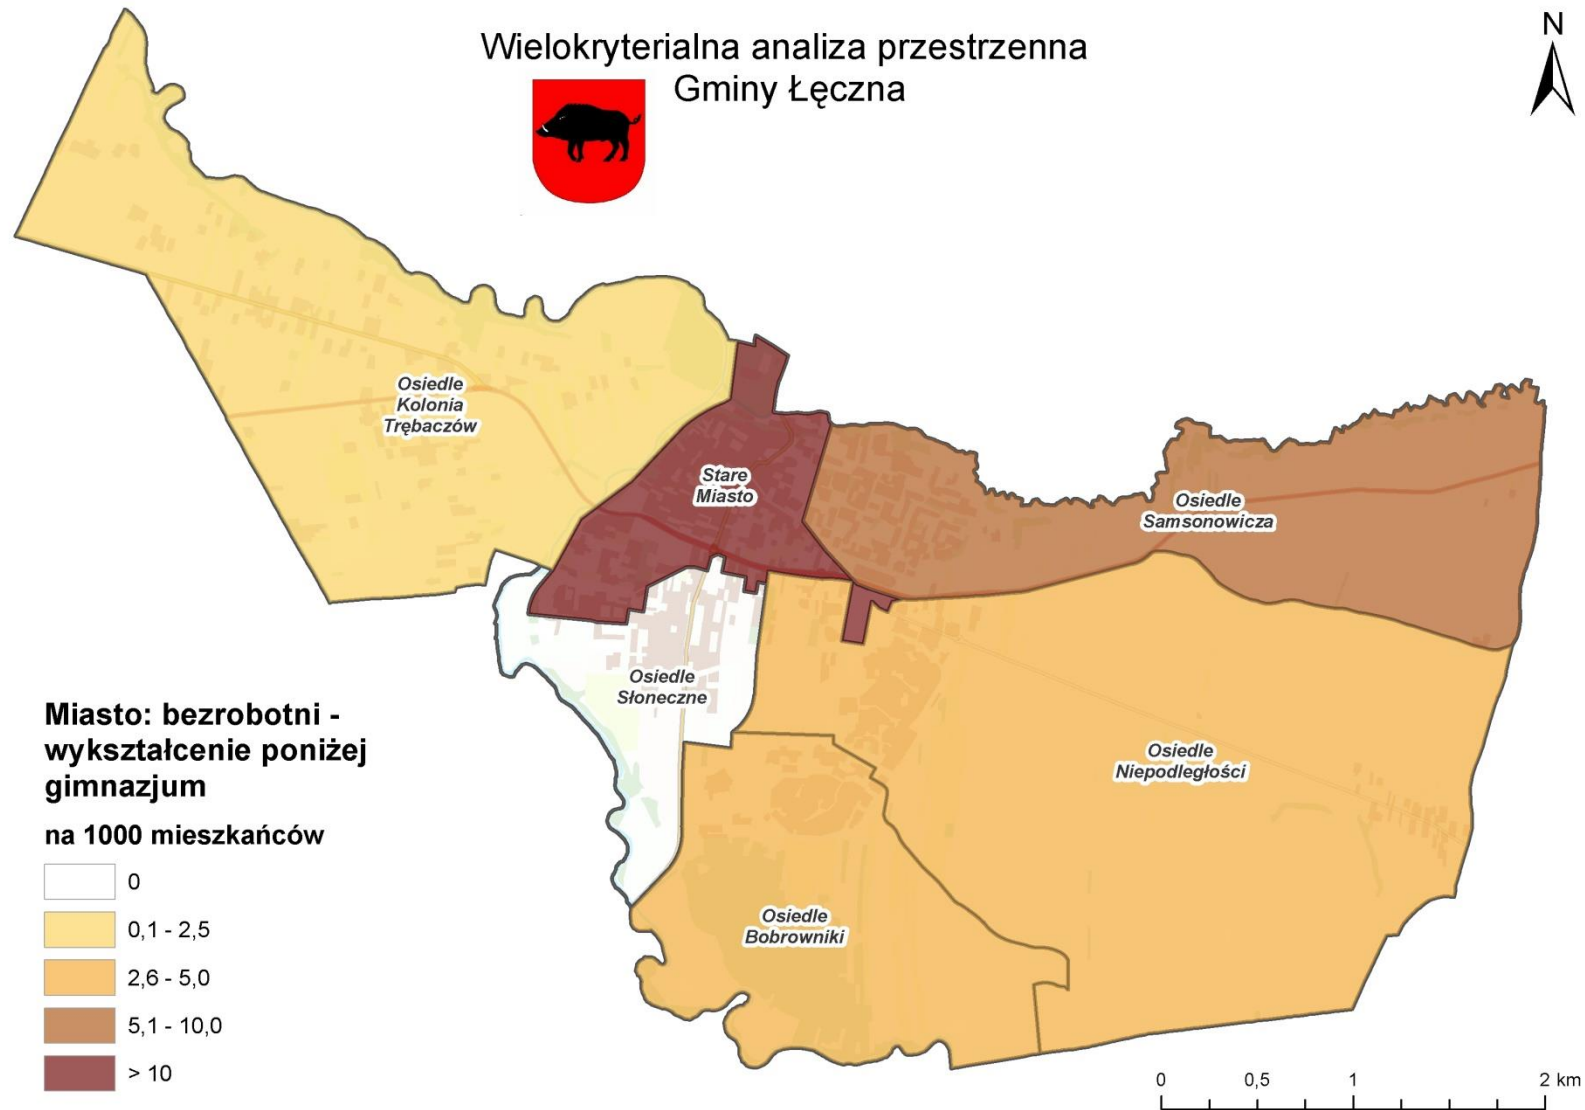 Wielokryterialna analiza przestrzenna
Gminy Łęczna
N
Osiedle
Kolonia
Trębaczów
Stare
Miasto
Osiedle
Samsonowicza
Osiedle
Słoneczne
Osiedle
Niepodległości
Osiedle
Bobrowniki
Miasto: bezrobotni -
wykształcenie poniżej
gimnazjum
na 1000 mieszkańców
0
0,1 - 2,5
2,6 - 5,0
5,1 - 10,0
> 10
0 0,5 1 2 km